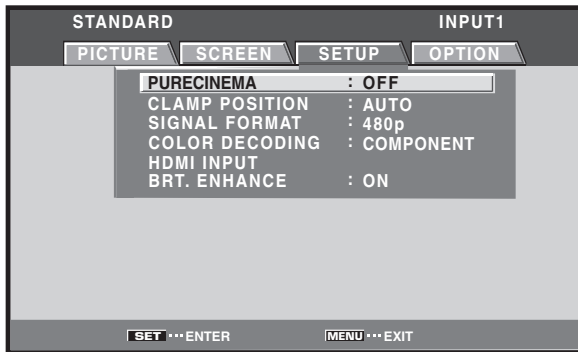 STANDARD INPUT1
PICTURE SCREEN SETUP OPTION
PURECINEMA : OFF
CLAMP POSITION : AUTO
SIGNAL FORMAT : 480p
COLOR DECODING : COMPONENT
HDMI INPUT
BRT. ENHANCE : ON
SET ··· ENTER MENU ··· EXIT